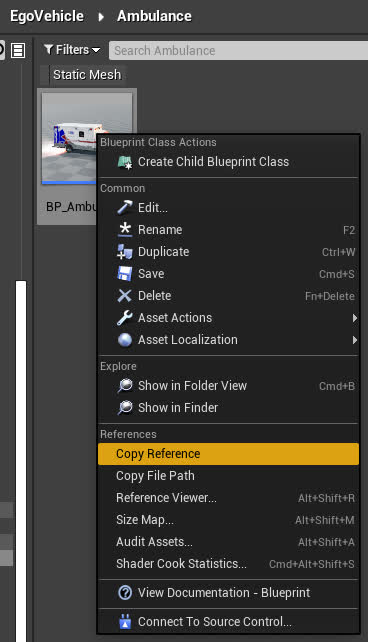 EgoVehicle Ambulance
Filters Search Ambulance
Static Mesh
BP_Ambu
Blueprint Class Actions
Create Child Blueprint Class
Common
Edit...
Rename F2
Duplicate Ctrl+W
Save Cmd+S
Delete Fn+Delete
Asset Actions
Asset Localization
Explore
Show in Folder View Cmd+B
Show in Finder
References
Copy Reference
Copy File Path
Reference Viewer... Alt+Shift+R
Size Map... Alt+Shift+M
Audit Assets... Alt+Shift+A
Shader Cook Statistics... Cmd+Alt+Shift+S
View Documentation - Blueprint
Connect To Source Control...